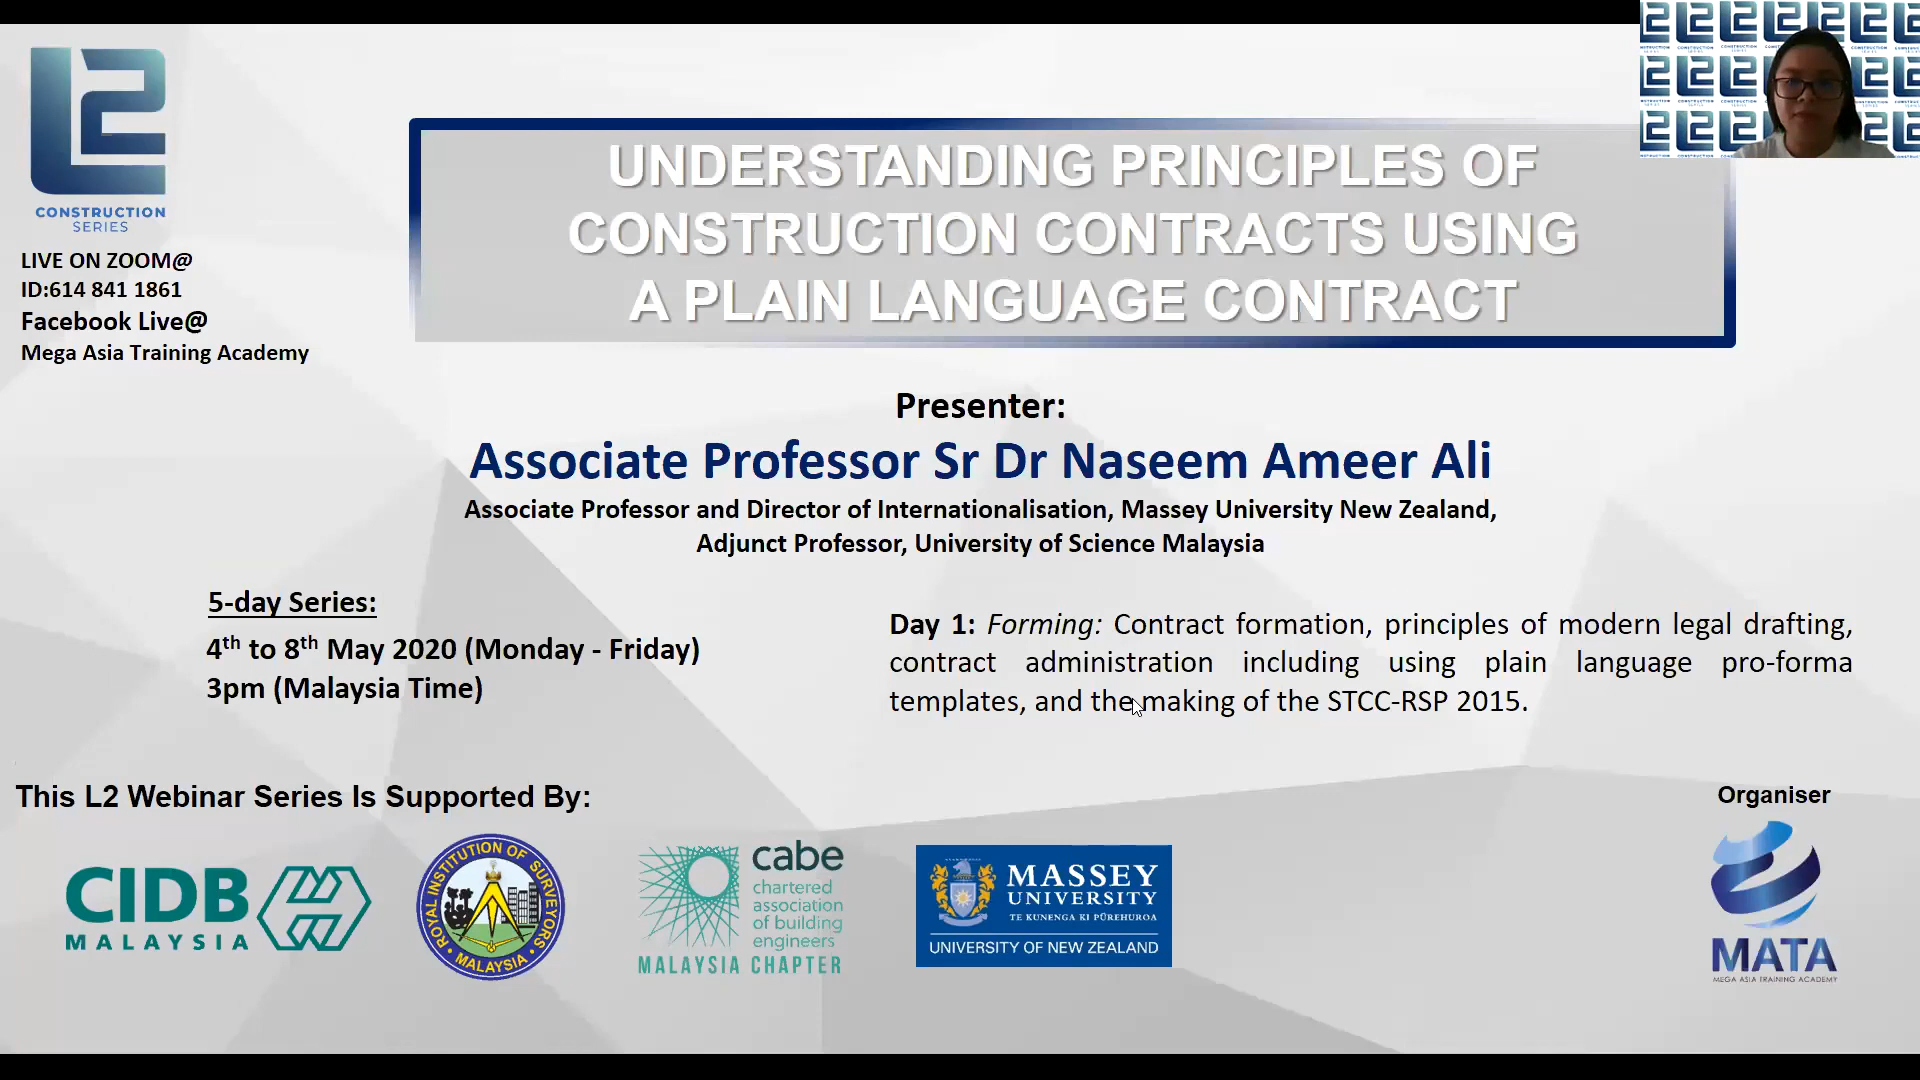 L2
CONSTRUCTION
SERIES
LIVE ON ZOOM@
ID:614 841 1861
Facebook Live@
Mega Asia Training Academy
UNDERSTANDING PRINCIPLES OF
CONSTRUCTION CONTRACTS USING
A PLAIN LANGUAGE CONTRACT
Presenter:
Associate Professor Sr Dr Naseem Ameer Ali
Associate Professor and Director of Internationalisation, Massey University New Zealand,
Adjunct Professor, University of Science Malaysia
5-day Series:
4th to 8th May 2020 (Monday - Friday)
3pm (Malaysia Time)
Day 1: Forming: Contract formation, principles of modern legal drafting,
contract administration including using plain language pro-forma
templates, and the making of the STCC-RSP 2015.
This L2 Webinar Series Is Supported By:
CIDB
MALAYSIA
ROYAL INSTITUTION OF SURVEYORS
MALAYSIA
cabe
chartered
association
of building
engineers
MALAYSIA CHAPTER
MASSEY
UNIVERSITY
TE KUNENGA KI PŪREHUROA
UNIVERSITY OF NEW ZEALAND
Organiser
MATA
MEGA ASIA TRAINING ACADEMY